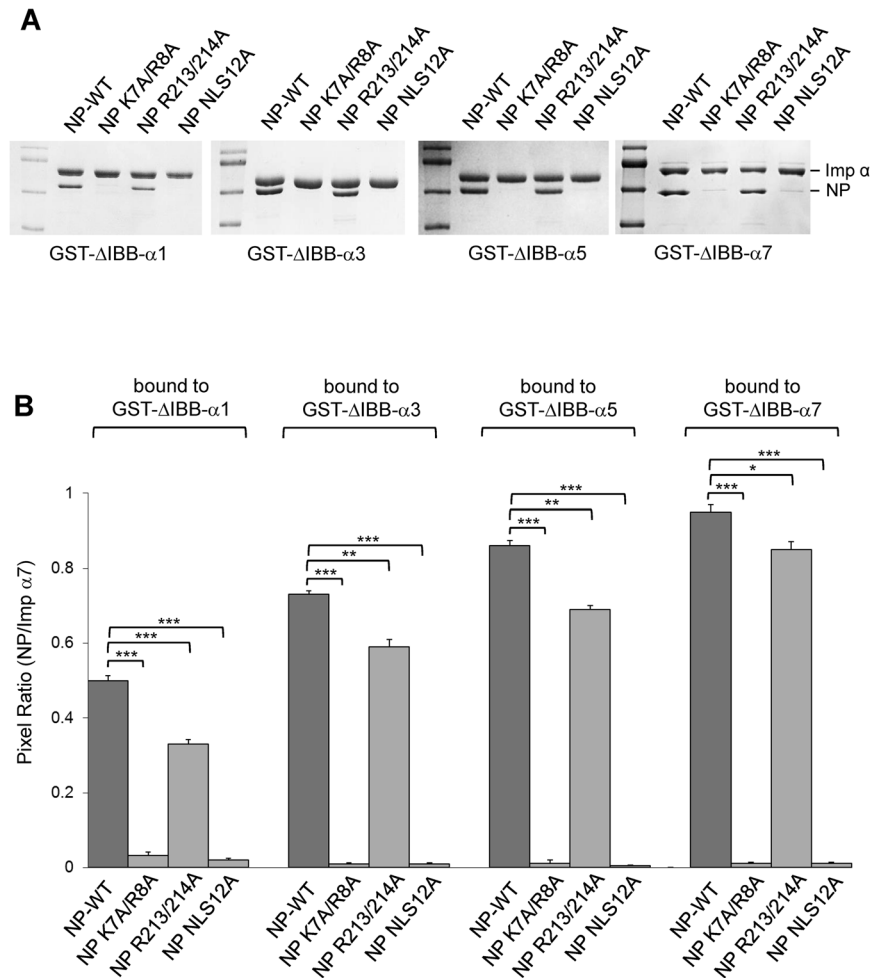 A
NP-WT NP K7A/R8A NP R213/214A NP NLS12A
NP-WT NP K7A/R8A NP R213/214A NP NLS12A
NP-WT NP K7A/R8A NP R213/214A NP NLS12A
NP-WT NP K7A/R8A NP R213/214A NP NLS12A
Imp α
NP
GST-ΔIBB-α1 GST-ΔIBB-α3 GST-ΔIBB-α5 GST-ΔIBB-α7
B
bound to
GST-ΔIBB-α1
bound to
GST-ΔIBB-α3
bound to
GST-ΔIBB-α5
bound to
GST-ΔIBB-α7
Pixel Ratio (NP/Imp α7)
1
0.8
0.6
0.4
0.2
0
***
***
***
***
**
***
***
**
***
***
*
***
NP-WT NP K7A/R8A NP R213/214A NP NLS12A
NP-WT NP K7A/R8A NP R213/214A NP NLS12A
NP-WT NP K7A/R8A NP R213/214A NP NLS12A
NP-WT NP K7A/R8A NP R213/214A NP NLS12A